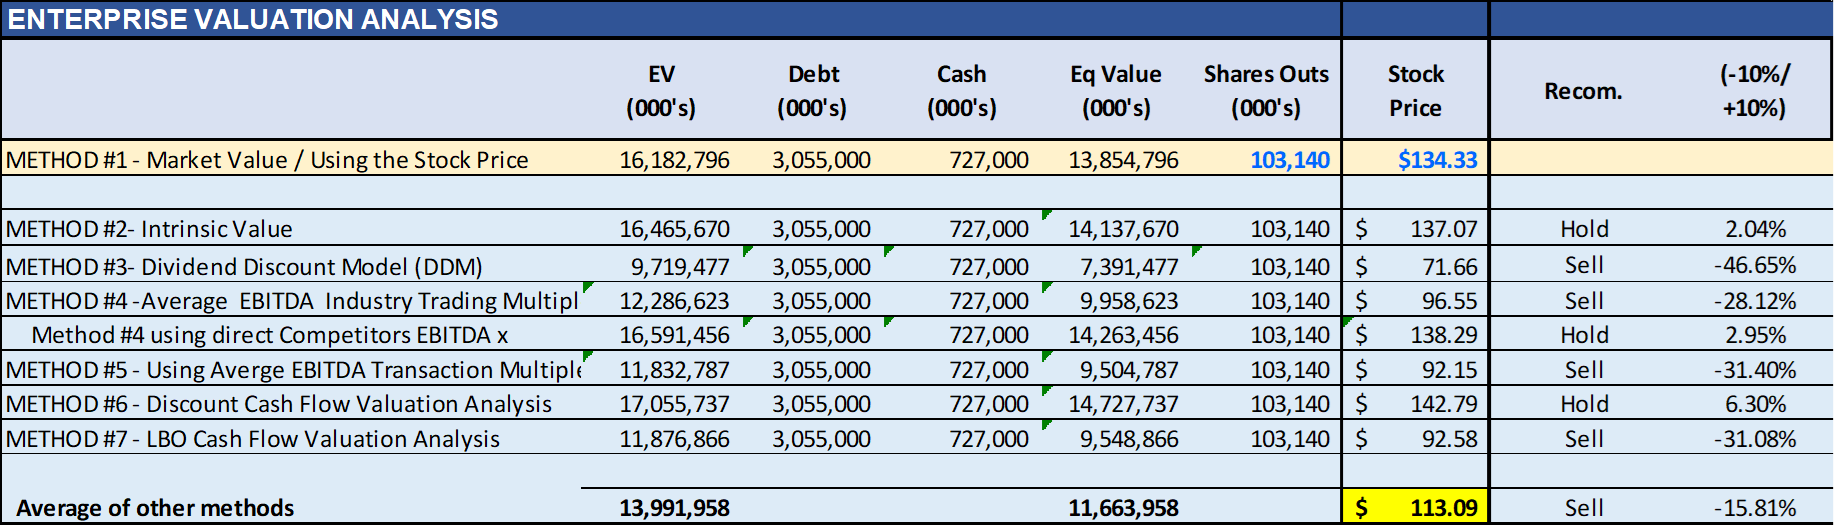 ENTERPRISE VALUATION ANALYSIS
EV (000's) Debt (000's) Cash (000's) Eq Value (000's) Shares Outs (000's) Stock Price Recom. (-10%/ +10%)
METHOD #1 - Market Value / Using the Stock Price 16,182,796 3,055,000 727,000 13,854,796 103,140 $134.33
METHOD #2- Intrinsic Value 16,465,670 3,055,000 727,000 14,137,670 103,140 $ 137.07 Hold 2.04%
METHOD #3- Dividend Discount Model (DDM) 9,719,477 3,055,000 727,000 7,391,477 103,140 $ 71.66 Sell -46.65%
METHOD #4 -Average EBITDA Industry Trading Multipl 12,286,623 3,055,000 727,000 9,958,623 103,140 $ 96.55 Sell -28.12%
Method #4 using direct Competitors EBITDA x 16,591,456 3,055,000 727,000 14,263,456 103,140 $ 138.29 Hold 2.95%
METHOD #5 - Using Averge EBITDA Transaction Multiple 11,832,787 3,055,000 727,000 9,504,787 103,140 $ 92.15 Sell -31.40%
METHOD #6 - Discount Cash Flow Valuation Analysis 17,055,737 3,055,000 727,000 14,727,737 103,140 $ 142.79 Hold 6.30%
METHOD #7 - LBO Cash Flow Valuation Analysis 11,876,866 3,055,000 727,000 9,548,866 103,140 $ 92.58 Sell -31.08%
Average of other methods 13,991,958 11,663,958 $ 113.09 Sell -15.81%